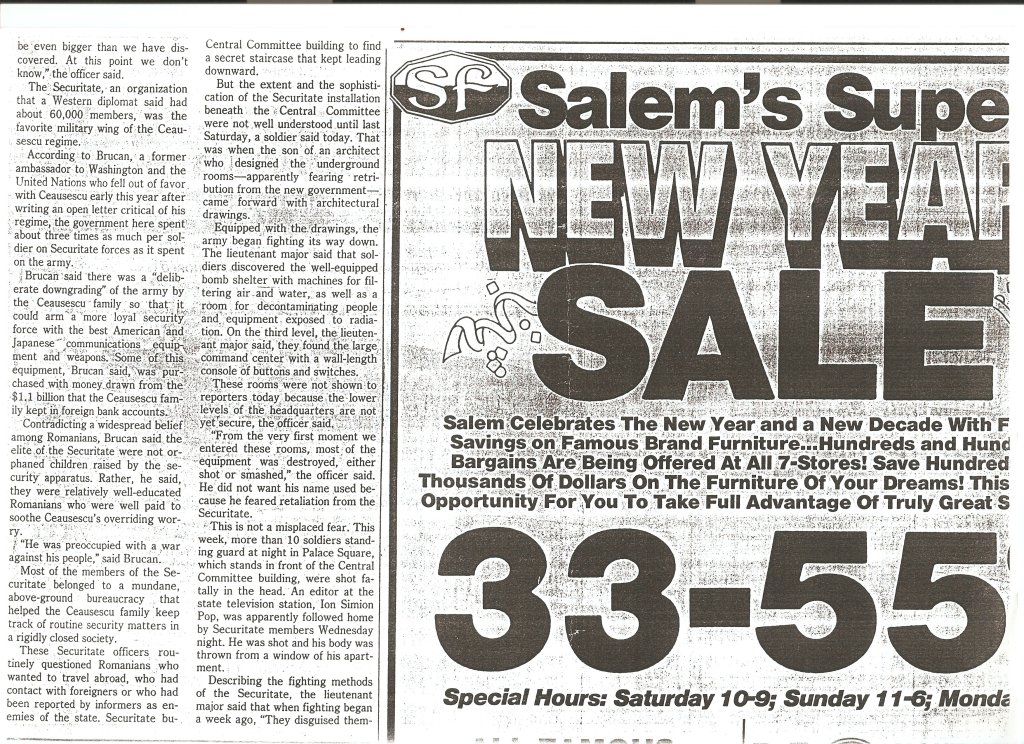 be even bigger than we have dis-
covered. At this point we don't
know," the officer said.
The Securitate, an organization
that a Western diplomat said had
about 60,000 members, was the
favorite military wing of the Ceau-
sescu regime.
According to Brucan, a former
ambassador to Washington and the
United Nations who fell out of favor
with Ceausescu early this year after
writing an open letter critical of his
regime, the government here spent
about three times as much per sol-
dier on Securitate forces as it spent
on the army.
Brucan said there was a "delib-
erate downgrading" of the army by
the Ceausescu family so that it
could arm a more loyal security
force with the best American and
Japanese communications equip-
ment and weapons. Some of this
equipment, Brucan said, was pur-
chased with money drawn from the
$1.1 billion that the Ceausescu fam-
ily kept in foreign bank accounts.
Contradicting a widespread belief
among Romanians, Brucan said the
elite of the Securitate were not or-
phaned children raised by the se-
curity apparatus. Rather, he said,
they were relatively well-educated
Romanians who were well paid to
soothe Ceausescu's overriding wor-
ry.
"He was preoccupied with a war
against his people," said Brucan.
Most of the members of the Se-
curitate belonged to a mundane,
above-ground bureaucracy that
helped the Ceausescu family keep
track of routine security matters in
a rigidly closed society.
These Securitate officers rou-
tinely questioned Romanians who
wanted to travel abroad, who had
contact with foreigners or who had
been reported by informers as en-
emies of the state. Securitate bu-
Central Committee building to find
a secret staircase that kept leading
downward.
But the extent and the sophisti-
cation of the Securitate installation
beneath the Central Committee
were not well understood until last
Saturday, a soldier said today. That
was when the son of an architect
who designed the underground
rooms—apparently fearing retri-
bution from the new government—
came forward with architectural
drawings.
Equipped with the drawings, the
army began fighting its way down.
The lieutenant major said that sol-
diers discovered the well-equipped
bomb shelter with machines for fil-
tering air and water, as well as a
room for decontaminating people
and equipment exposed to radia-
tion. On the third level, the lieuten-
ant major said, they found the large
command center with a wall-length
console of buttons and switches.
These rooms were not shown to
reporters today because the lower
levels of the headquarters are not
yet secure, the officer said.
"From the very first moment we
entered these rooms, most of the
equipment was destroyed, either
shot or smashed," the officer said.
He did not want his name used be-
cause he feared retaliation from the
Securitate.
This is not a misplaced fear. This
week, more than 10 soldiers stand-
ing guard at night in Palace Square,
which stands in front of the Central
Committee building, were shot fa-
tally in the head. An editor at the
state television station, Ion Simion
Pop, was apparently followed home
by Securitate members Wednesday
night. He was shot and his body was
thrown from a window of his apart-
ment.
Describing the fighting methods
of the Securitate, the lieutenant
major said that when fighting began
a week ago, "They disguised them-
SF
Salem's Supe
NEW YEAR
SALE
Salem Celebrates The New Year and a New Decade With F
Savings on Famous Brand Furniture...Hundreds and Hund
Bargains Are Being Offered At All 7-Stores! Save Hundred
Thousands Of Dollars On The Furniture Of Your Dreams! This
Opportunity For You To Take Full Advantage Of Truly Great S
33-55
Special Hours: Saturday 10-9; Sunday 11-6; Monda